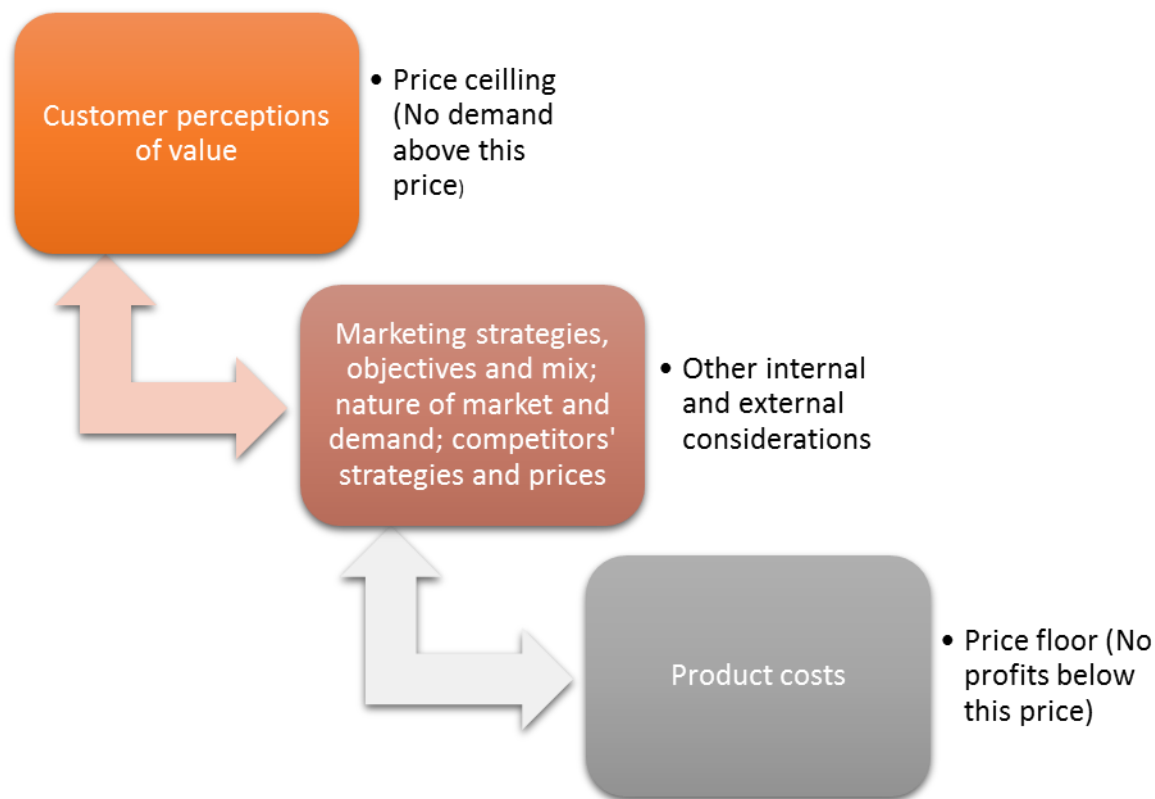 Customer perceptions
of value
• Price ceilling
(No demand
above this
price)
Marketing strategies,
objectives and mix;
nature of market and
demand; competitors'
strategies and prices
• Other internal
and external
considerations
Product costs
• Price floor (No
profits below
this price)